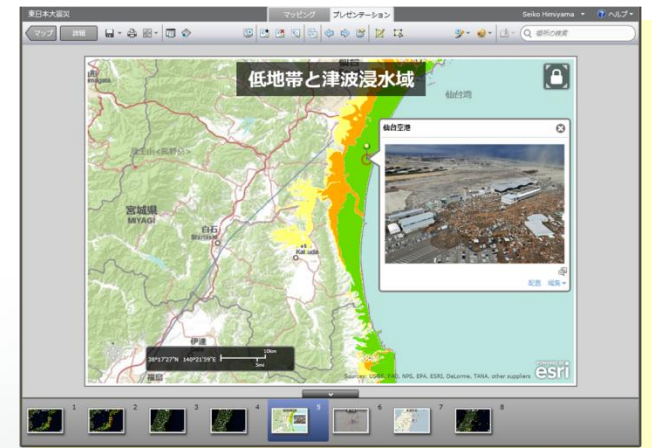 東日本大震災
マッピング プレゼンテーション
Seiko Himiyama
ヘルプ
マップ 詳細
場所の検索
低地帯と津波浸水域
仙台湾
仙台空港
宮城県
MIYAGI
白石
Shiroishi
Kakuda
配置 編集
伊達
福島
38°17'27"N 140°21'59"E
10km
5mi
Sources: USGS, FAO, NPS, EPA, ESRI, DeLorme, TANA, other suppliers
POWERED BY
esri
1 2 3 4 5 6 7 8